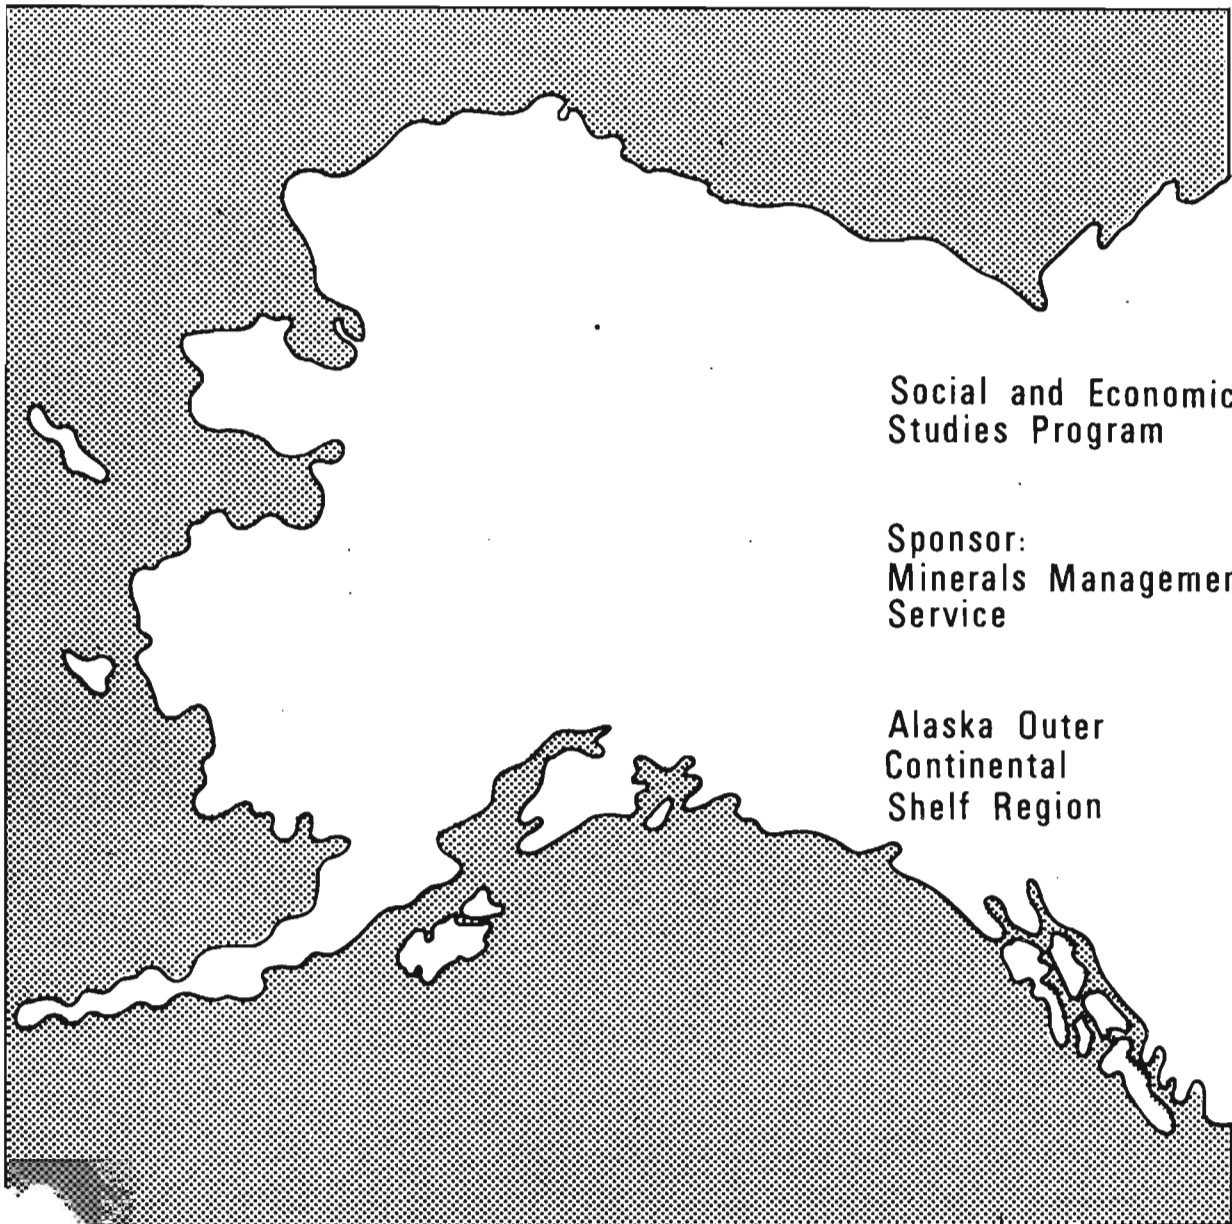 Social and Economic
Studies Program
Sponsor:
Minerals Managemen
Service
Alaska Outer
Continental
Shelf Region